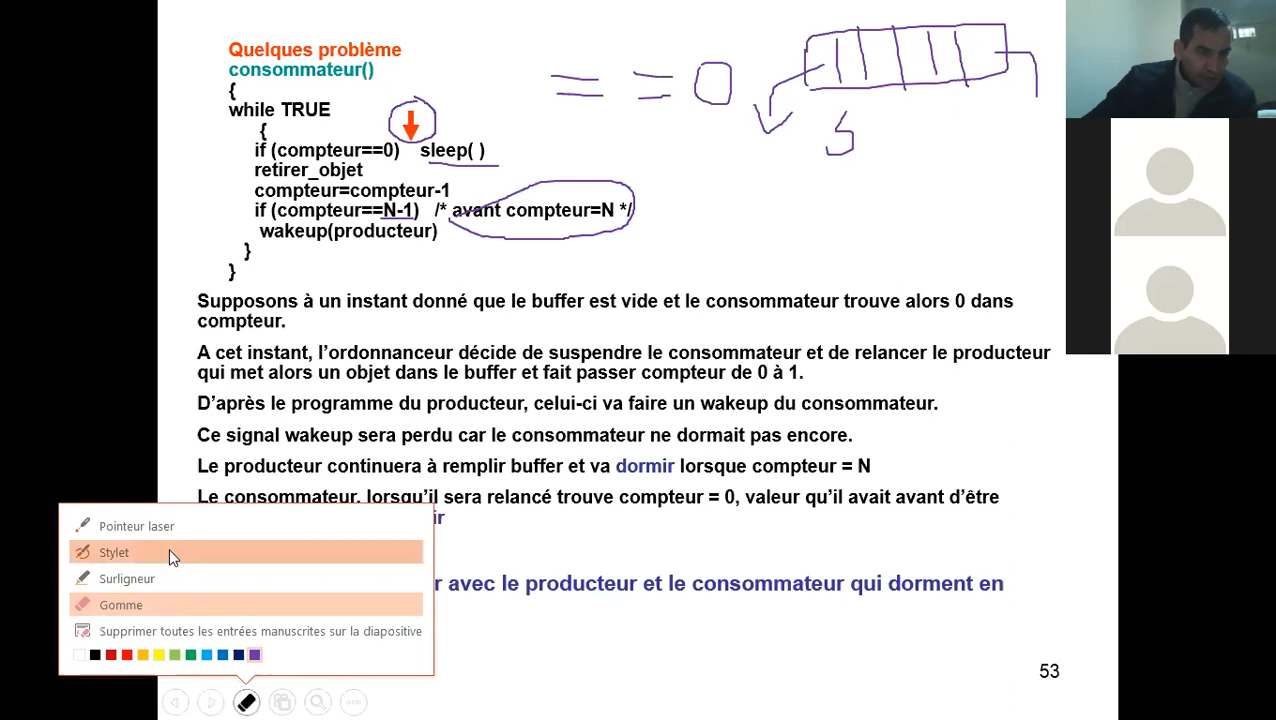 Quelques problème
consommateur()
{
while TRUE
{
if (compteur==0) sleep( )
retirer_objet
compteur=compteur-1
if (compteur==N-1) /* avant compteur=N */
wakeup(producteur)
}
}
= = 0
5
Supposons à un instant donné que le buffer est vide et le consommateur trouve alors 0 dans
compteur.
A cet instant, l’ordonnanceur décide de suspendre le consommateur et de relancer le producteur
qui met alors un objet dans le buffer et fait passer compteur de 0 à 1.
D’après le programme du producteur, celui-ci va faire un wakeup du consommateur.
Ce signal wakeup sera perdu car le consommateur ne dormait pas encore.
Le producteur continuera à remplir buffer et va dormir lorsque compteur = N
Le consommateur, lorsqu’il sera relancé trouve compteur = 0, valeur qu’il avait avant d’être
ir
r avec le producteur et le consommateur qui dorment en
Pointeur laser
Stylet
Surligneur
Gomme
Supprimer toutes les entrées manuscrites sur la diapositive
53